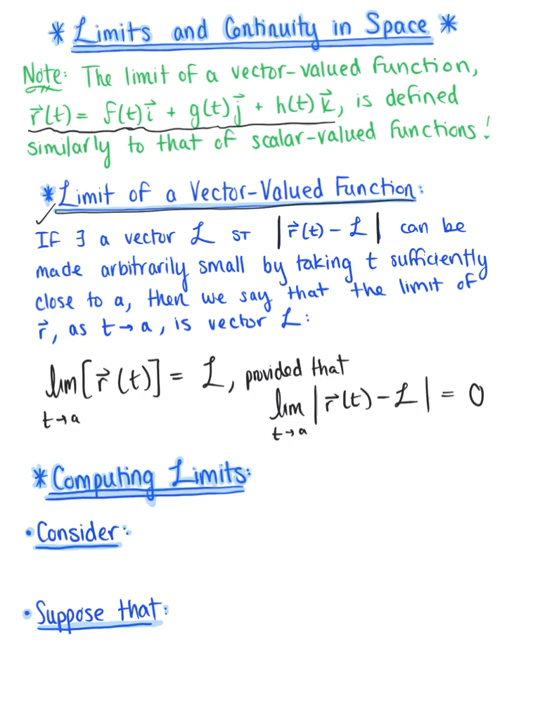 * Limits and Continuity in Space *
Note: The limit of a vector-valued function,
r⃗(t) = f(t)i⃗ + g(t)j⃗ + h(t)k⃗, is defined
similarly to that of scalar-valued functions!
*Limit of a Vector-Valued Function:
If ∃ a vector L ST |r⃗(t) - L| can be
made arbitrarily small by taking t sufficiently
close to a, then we say that the limit of
r⃗, as t→a, is vector L:
lim[r⃗(t)] = L, provided that
t→a
lim|r⃗(t) - L| = 0
t→a
*Computing Limits:
• Consider:
• Suppose that: